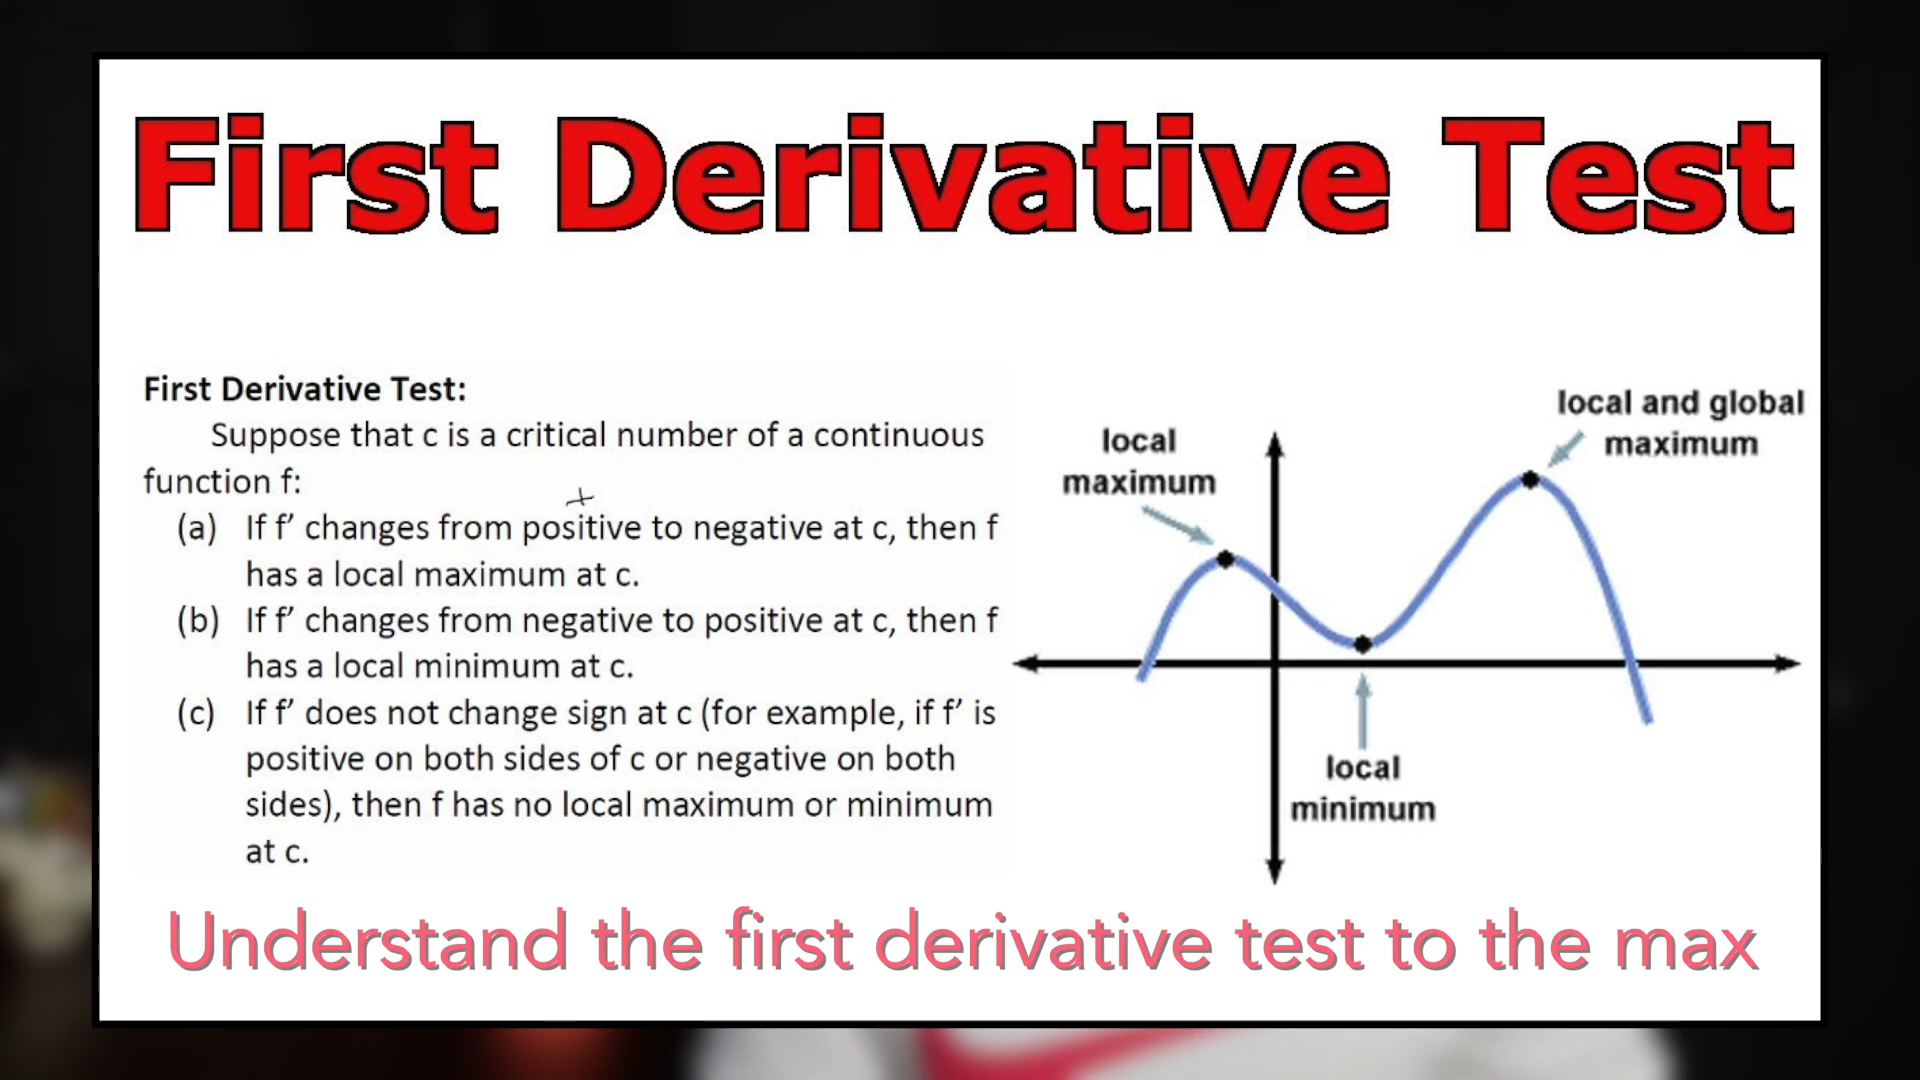 First Derivative Test
First Derivative Test:
Suppose that c is a critical number of a continuous
function f:
+
(a) If f’ changes from positive to negative at c, then f
has a local maximum at c.
(b) If f’ changes from negative to positive at c, then f
has a local minimum at c.
(c) If f’ does not change sign at c (for example, if f’ is
positive on both sides of c or negative on both
sides), then f has no local maximum or minimum
at c.
local
maximum
local and global
maximum
local
minimum
Understand the first derivative test to the max